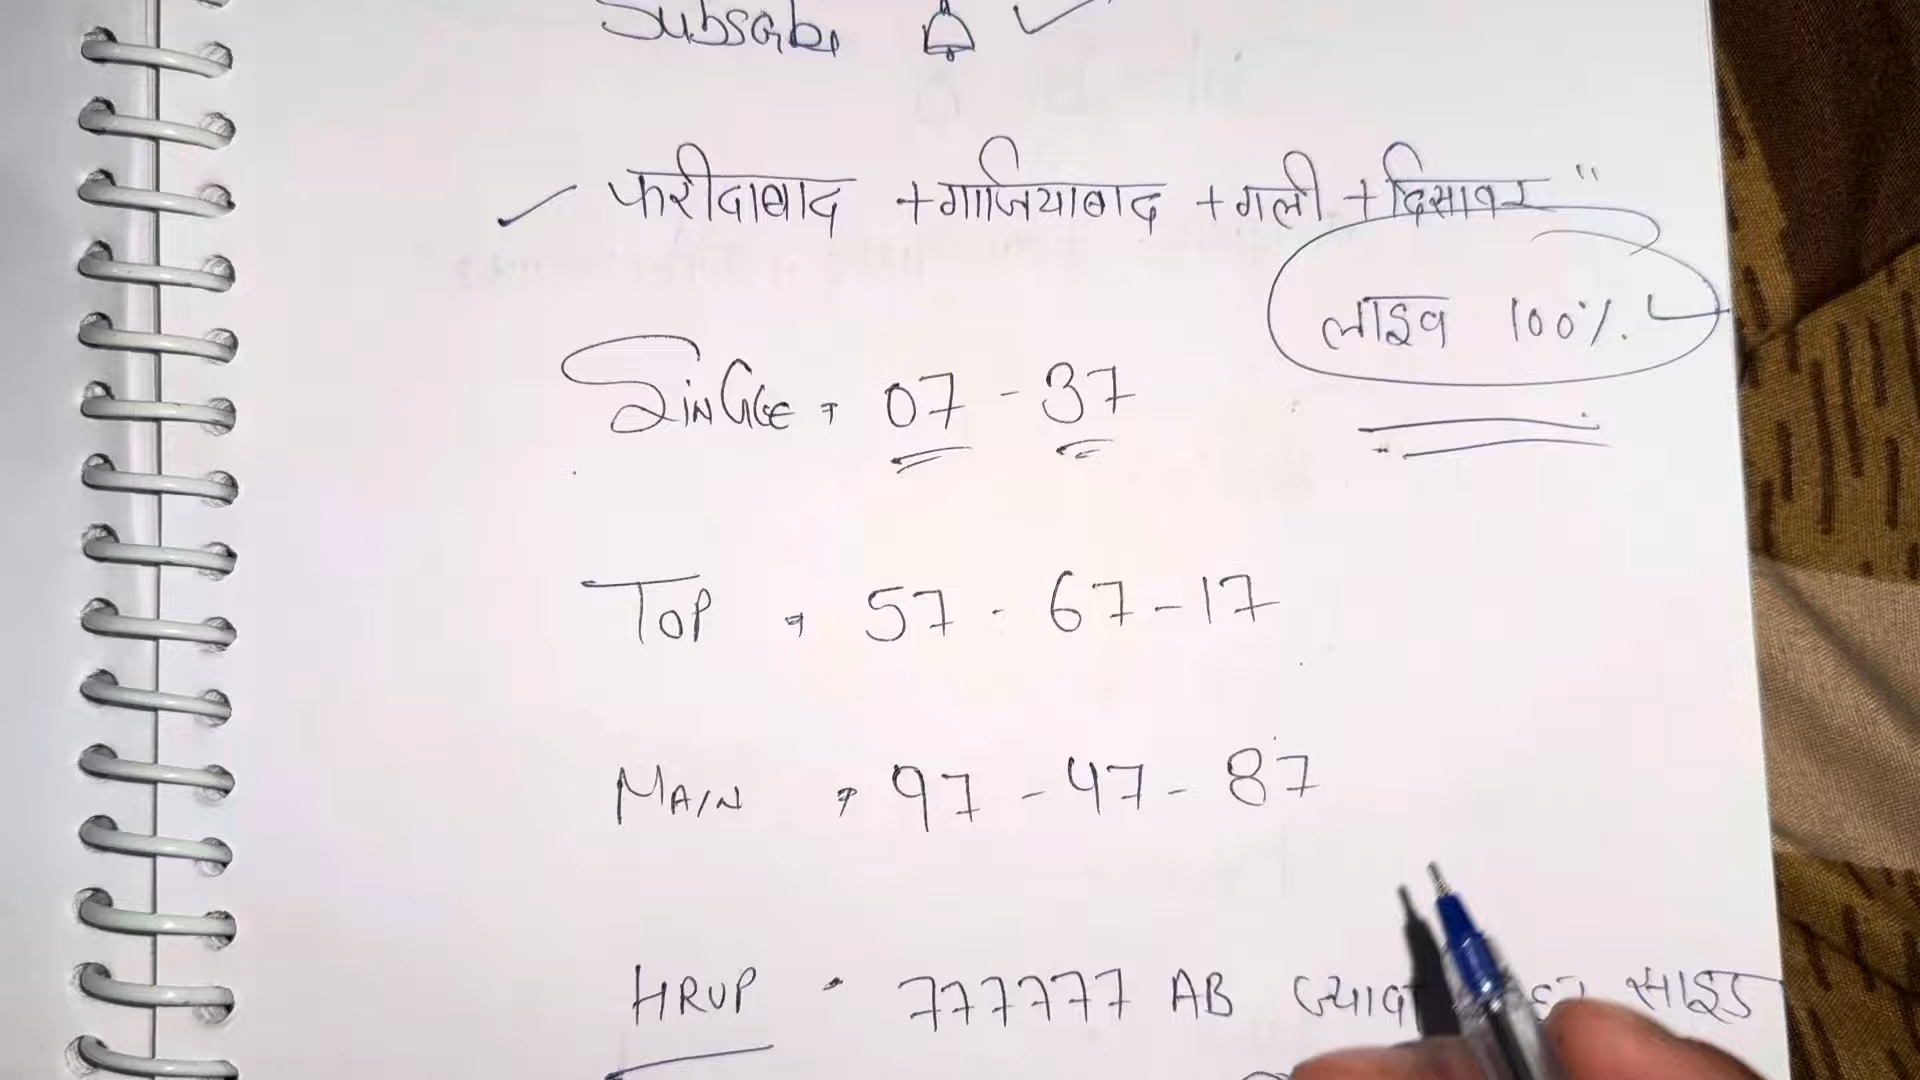 Subscribe
फरीदाबाद + गाजियाबाद + गली + दिसावर "
लाइव 100%.
SinGLE = 07 - 37
TOP = 57 - 67 - 17
MAIN = 97 - 47 - 87
HRUP - 777777 AB साइड